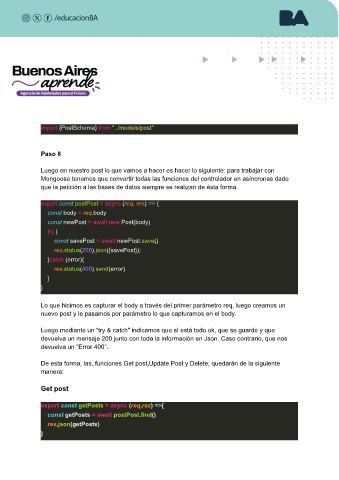 /educacionBA
BA
Buenos Aires
aprende
Agencia de Habilidades para el Futuro
import {PostSchema} from "../models/post"
Paso 8
Luego en nuestro post lo que vamos a hacer es hacer lo siguiente: para trabajar con
Mongoose tenemos que convertir todas las funciones del controlador en asíncronas dado
que la petición a las bases de datos siempre se realizan de ésta forma.
export const postPost = async (req, res) => {
const body = req.body
const newPost = await new Post(body)
try {
const savePost = await newPost.save()
res.status(200).json({savePost});
}catch (error){
res.status(400).send(error)
}
}
Lo que hicimos es capturar el body a través del primer parámetro req, luego creamos un
nuevo post y le pasamos por parámetro lo que capturamos en el body.
Luego mediante un "try & catch" indicamos que sí está todo ok, que se guarde y que
devuelva un mensaje 200 junto con toda la información en Json. Caso contrario, que nos
devuelva un "Error 400".
De esta forma, las, funciones Get post,Update Post y Delete, quedarán de la siguiente
manera:
Get post
export const getPosts = async (req,res) =>{
const getPosts = await postPost.find()
res.json(getPosts)
}